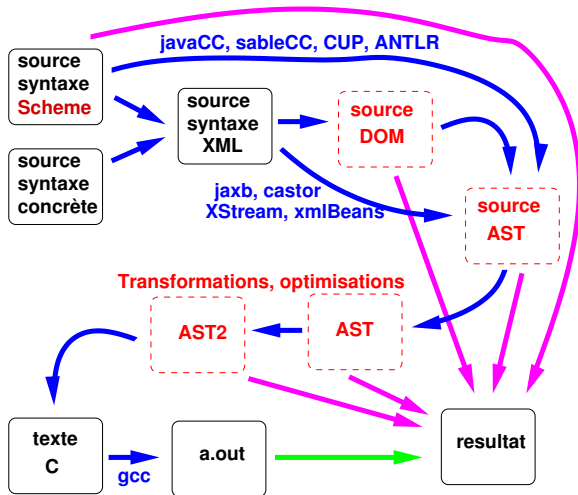 javaCC, sableCC, CUP, ANTLR
source
syntaxe
Scheme
source
syntaxe
XML
source
DOM
source
syntaxe
concrète
jaxb, castor
XStream, xmlBeans
source
AST
Transformations, optimisations
AST2
AST
texte
C
gcc
a.out
resultat